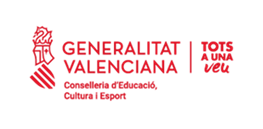 GENERALITAT
VALENCIANA
Conselleria d'Educació,
Cultura i Esport
TOTS
A UNA
veu